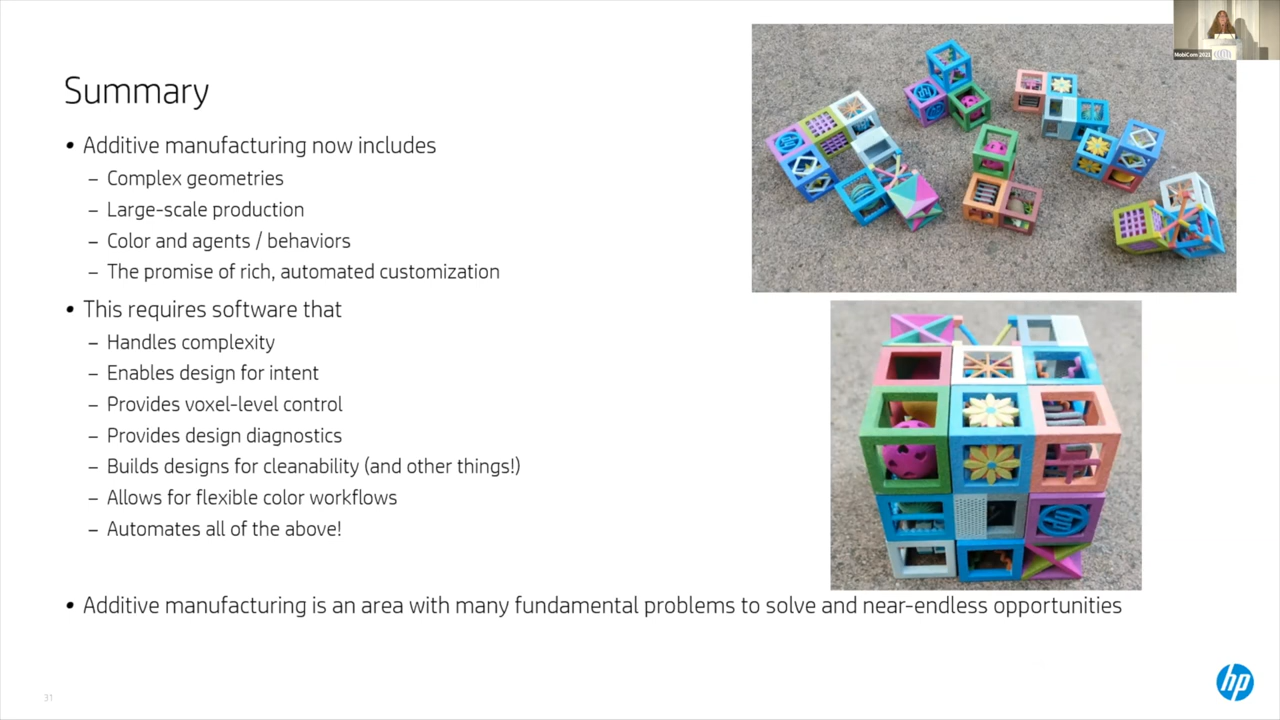 MobiCom 2021
Summary
• Additive manufacturing now includes
– Complex geometries
– Large-scale production
– Color and agents / behaviors
– The promise of rich, automated customization
• This requires software that
– Handles complexity
– Enables design for intent
– Provides voxel-level control
– Provides design diagnostics
– Builds designs for cleanability (and other things!)
– Allows for flexible color workflows
– Automates all of the above!
• Additive manufacturing is an area with many fundamental problems to solve and near-endless opportunities
31
hp